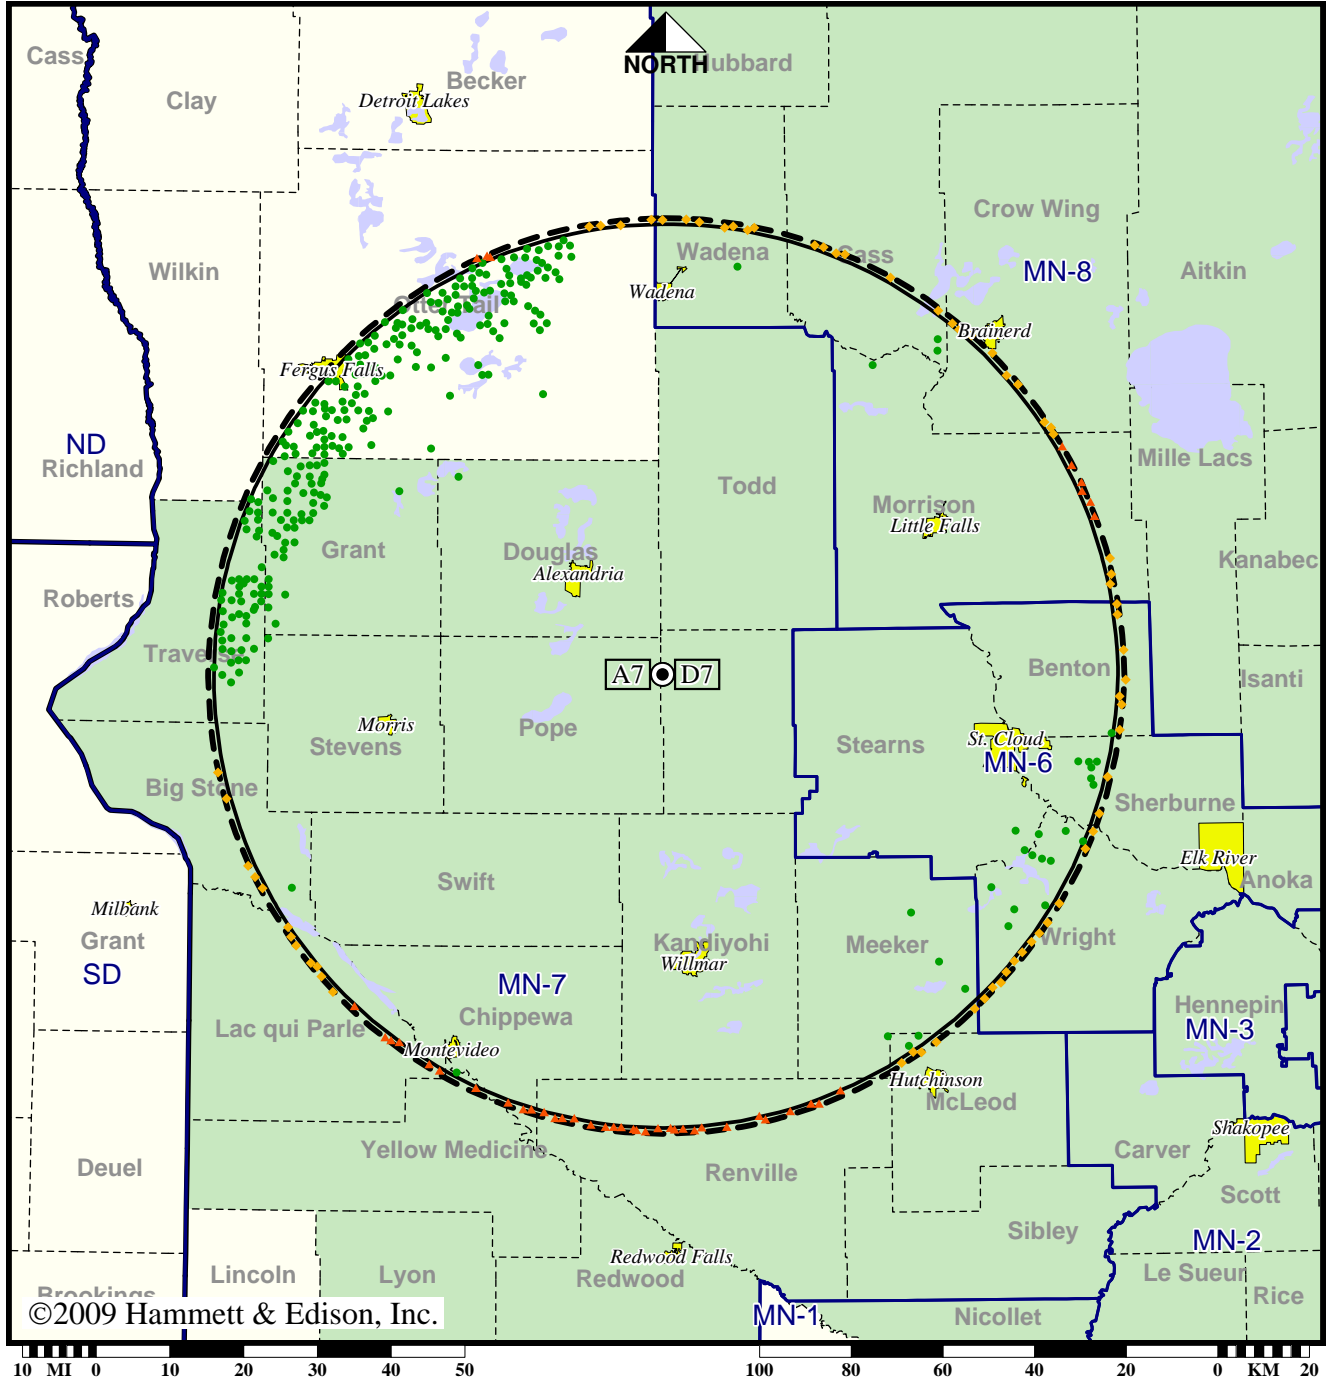 Cass
Clay
Becker
Detroit Lakes
NORTH
Hubbard
Crow Wing
Wilkin
Wadena
Cass
MN-8
Aitkin
Wadena
Otter Tail
Brainerd
Fergus Falls
ND
Richland
Mille Lacs
Todd
Morrison
Little Falls
Grant
Douglas
Alexandria
Kanabec
Roberts
Traverse
A7
D7
Benton
Isanti
Morris
Stevens
Pope
Stearns
St. Cloud
MN-6
Big Stone
Sherburne
Elk River
Swift
Anoka
Milbank
Grant
SD
Kandiyohi
Willmar
Meeker
Wright
MN-7
Chippewa
Hennepin
MN-3
Lac qui Parle
Montevideo
Hutchinson
McLeod
Shakopee
Yellow Medicine
Carver
Deuel
Renville
Scott
Sibley
MN-2
Redwood Falls
Lincoln
Lyon
Redwood
Le Sueur
Rice
Brookings
©2009 Hammett & Edison, Inc.
MN-1
Nicollet
10 MI 0 10 20 30 40 50
100 80 60 40 20 0 KM 20